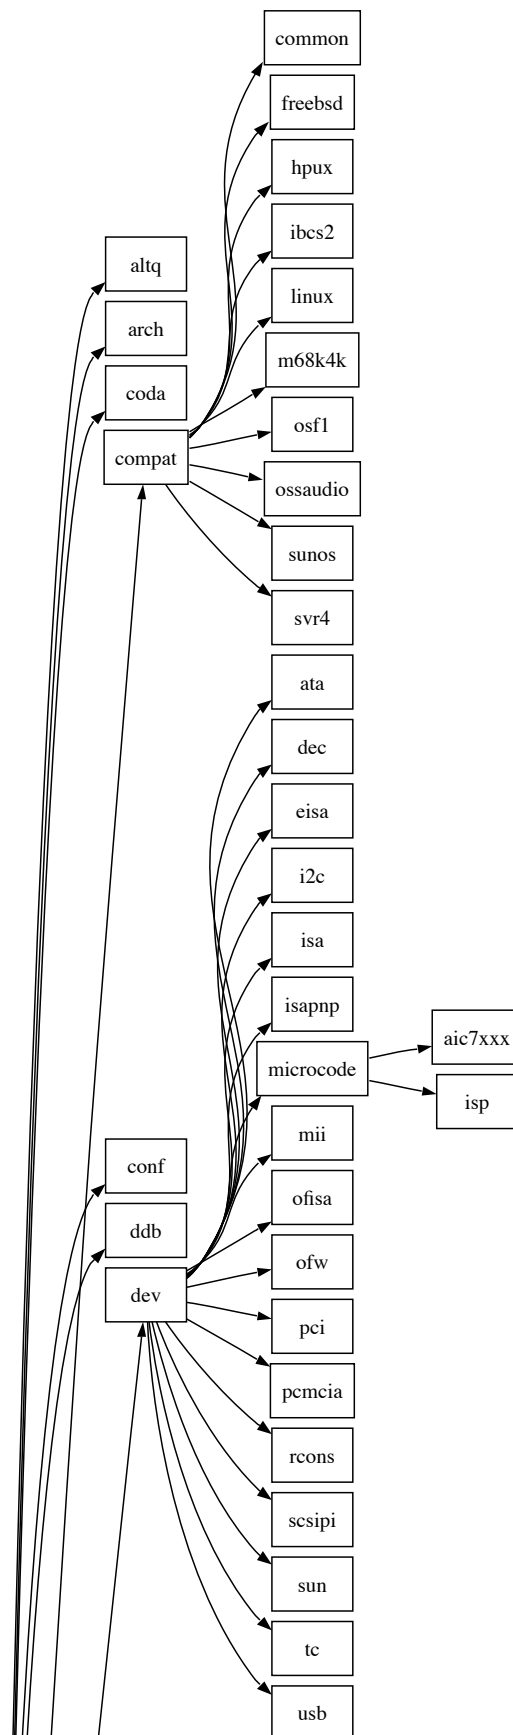 common
freebsd
hpux
ibcs2
altq
linux
arch
m68k4k
coda
osf1
compat
ossaudio
sunos
svr4
ata
dec
eisa
i2c
isa
isapnp
aic7xxx
microcode
isp
mii
conf
ofisa
ddb
ofw
dev
pci
pcmcia
rcons
scsipi
sun
tc
usb